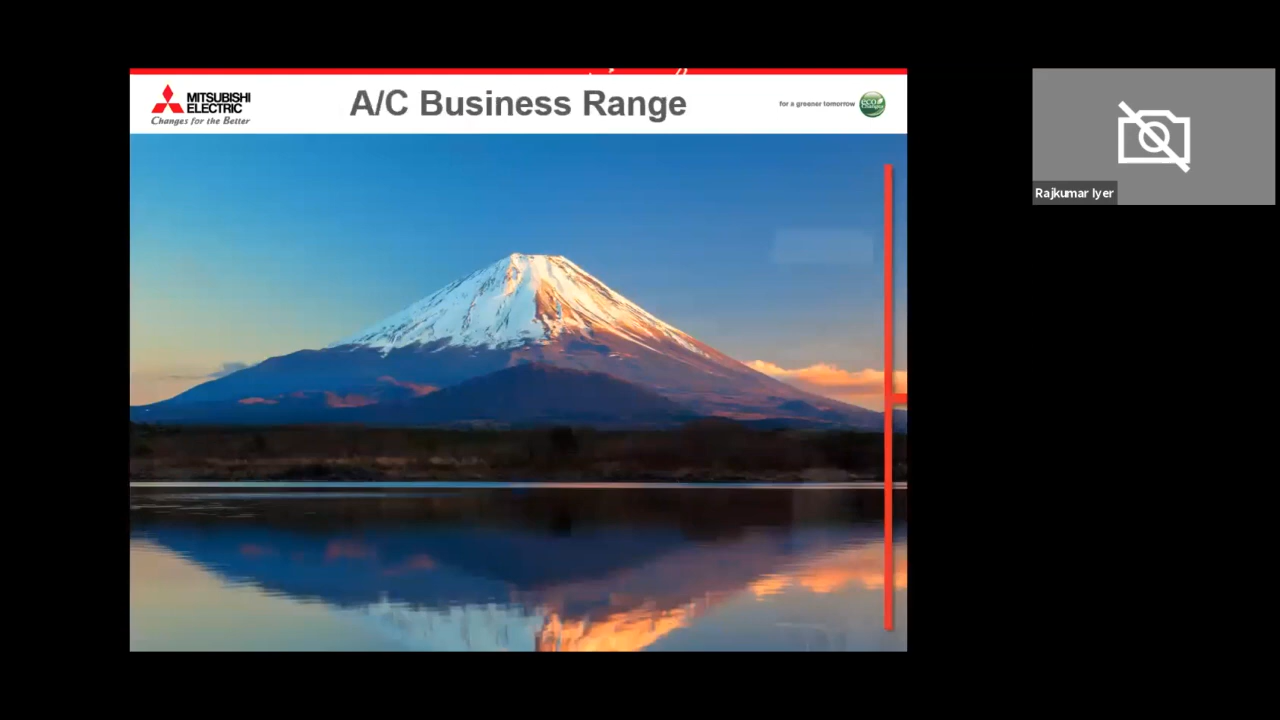 MITSUBISHI
ELECTRIC
Changes for the Better
A/C Business Range
for a greener tomorrow
eco
Changes
Rajkumar Iyer